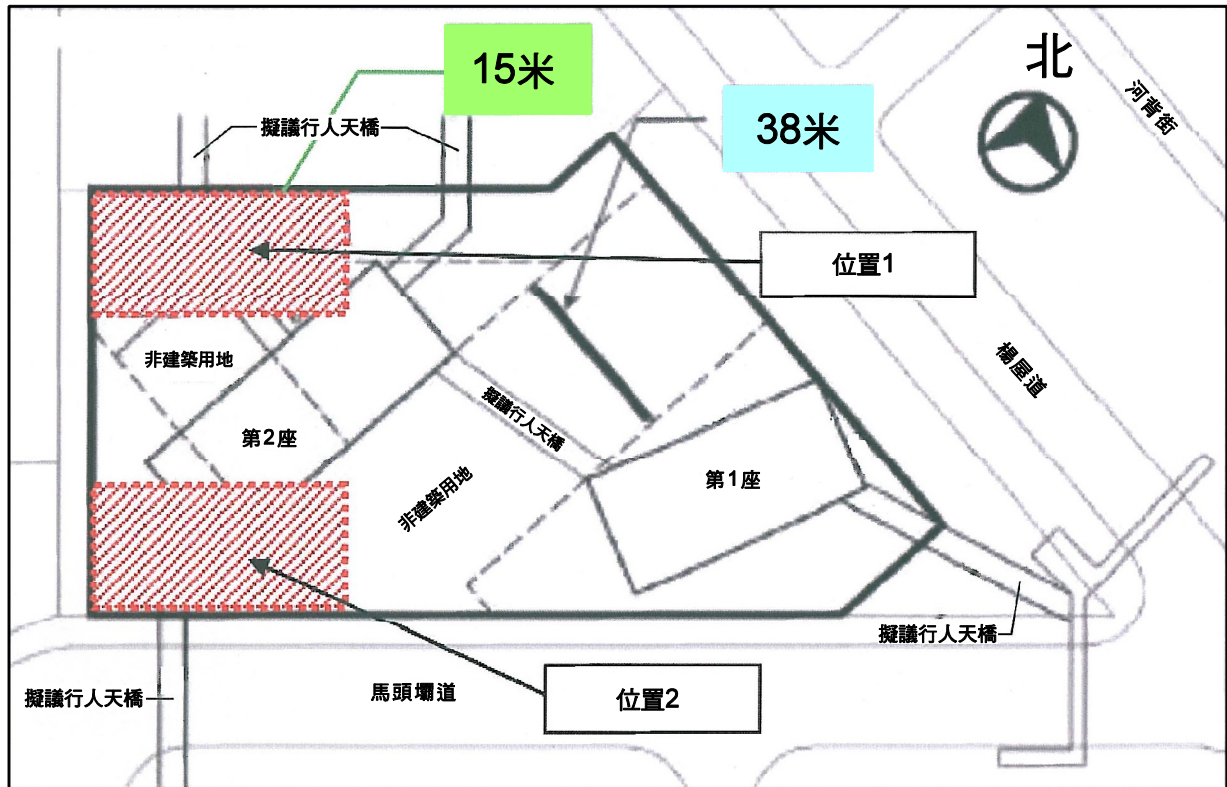 15米
北
河背街
擬議行人天橋
38米
位置1
楊屋道
非建築用地
擬議行人天橋
第2座
第1座
非建築用地
擬議行人天橋
擬議行人天橋
馬頭壩道
位置2